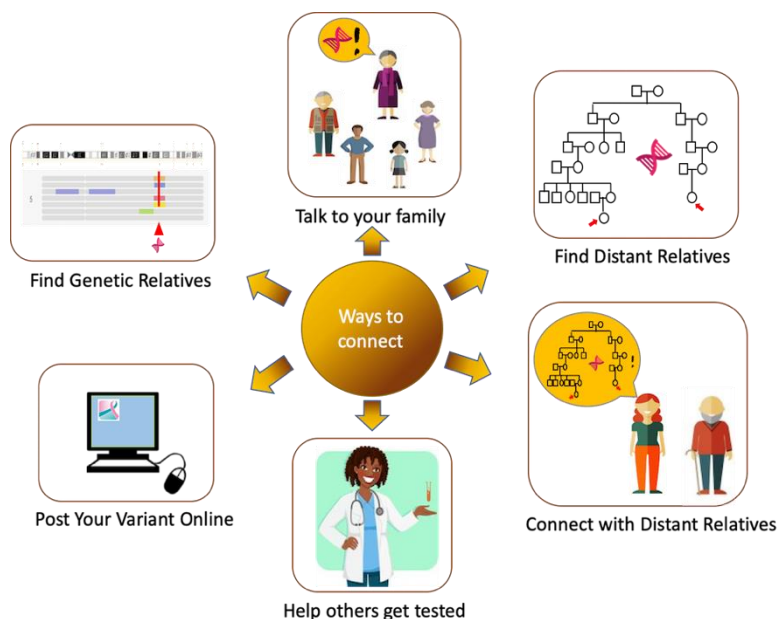 Talk to your family
Find Genetic Relatives
5
Find Distant Relatives
Ways to
connect
Post Your Variant Online
Connect with Distant Relatives
Help others get tested